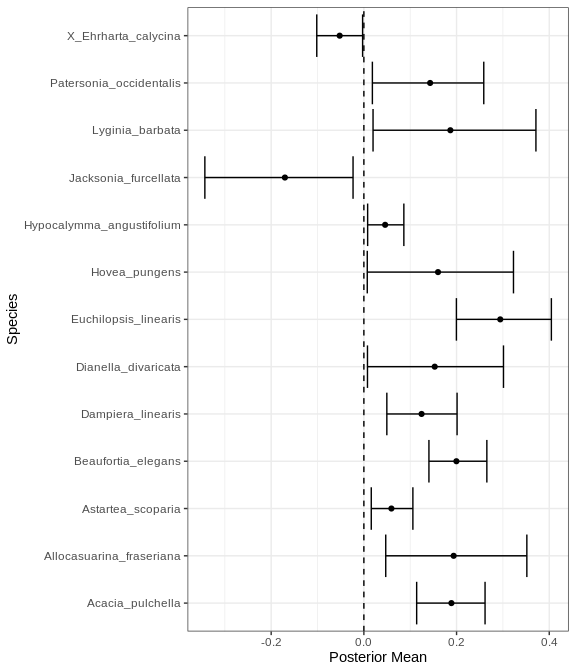 X_Ehrharta_calycina
Patersonia_occidentalis
Lyginia_barbata
Jacksonia_furcellata
Hypocalymma_angustifolium
Hovea_pungens
Euchilopsis_linearis
Dianella_divaricata
Dampiera_linearis
Beaufortia_elegans
Astartea_scoparia
Allocasuarina_fraseriana
Acacia_pulchella
Species
-0.2 0.0 0.2 0.4
Posterior Mean